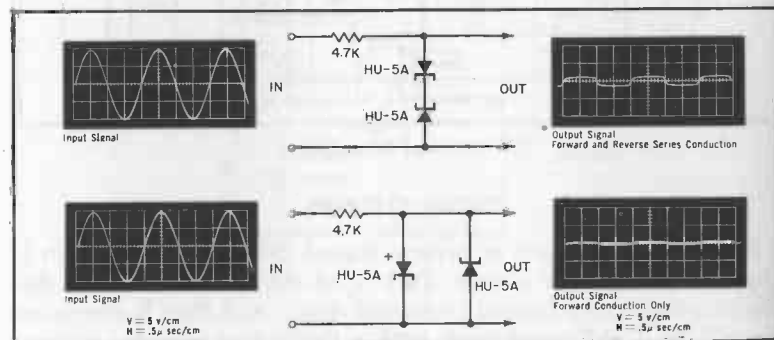 4.7K
HU-5A
IN
OUT
HU-5A
Input Signal
Output Signal
Forward and Reverse Series Conduction
4.7K
IN
+
OUT
HU-5A
HU-5A
Input Signal
Output Signal
Forward Conduction Only
V = 5 v/cm
H = .5μ sec/cm
V = 5 v/cm
H = .5μ sec/cm